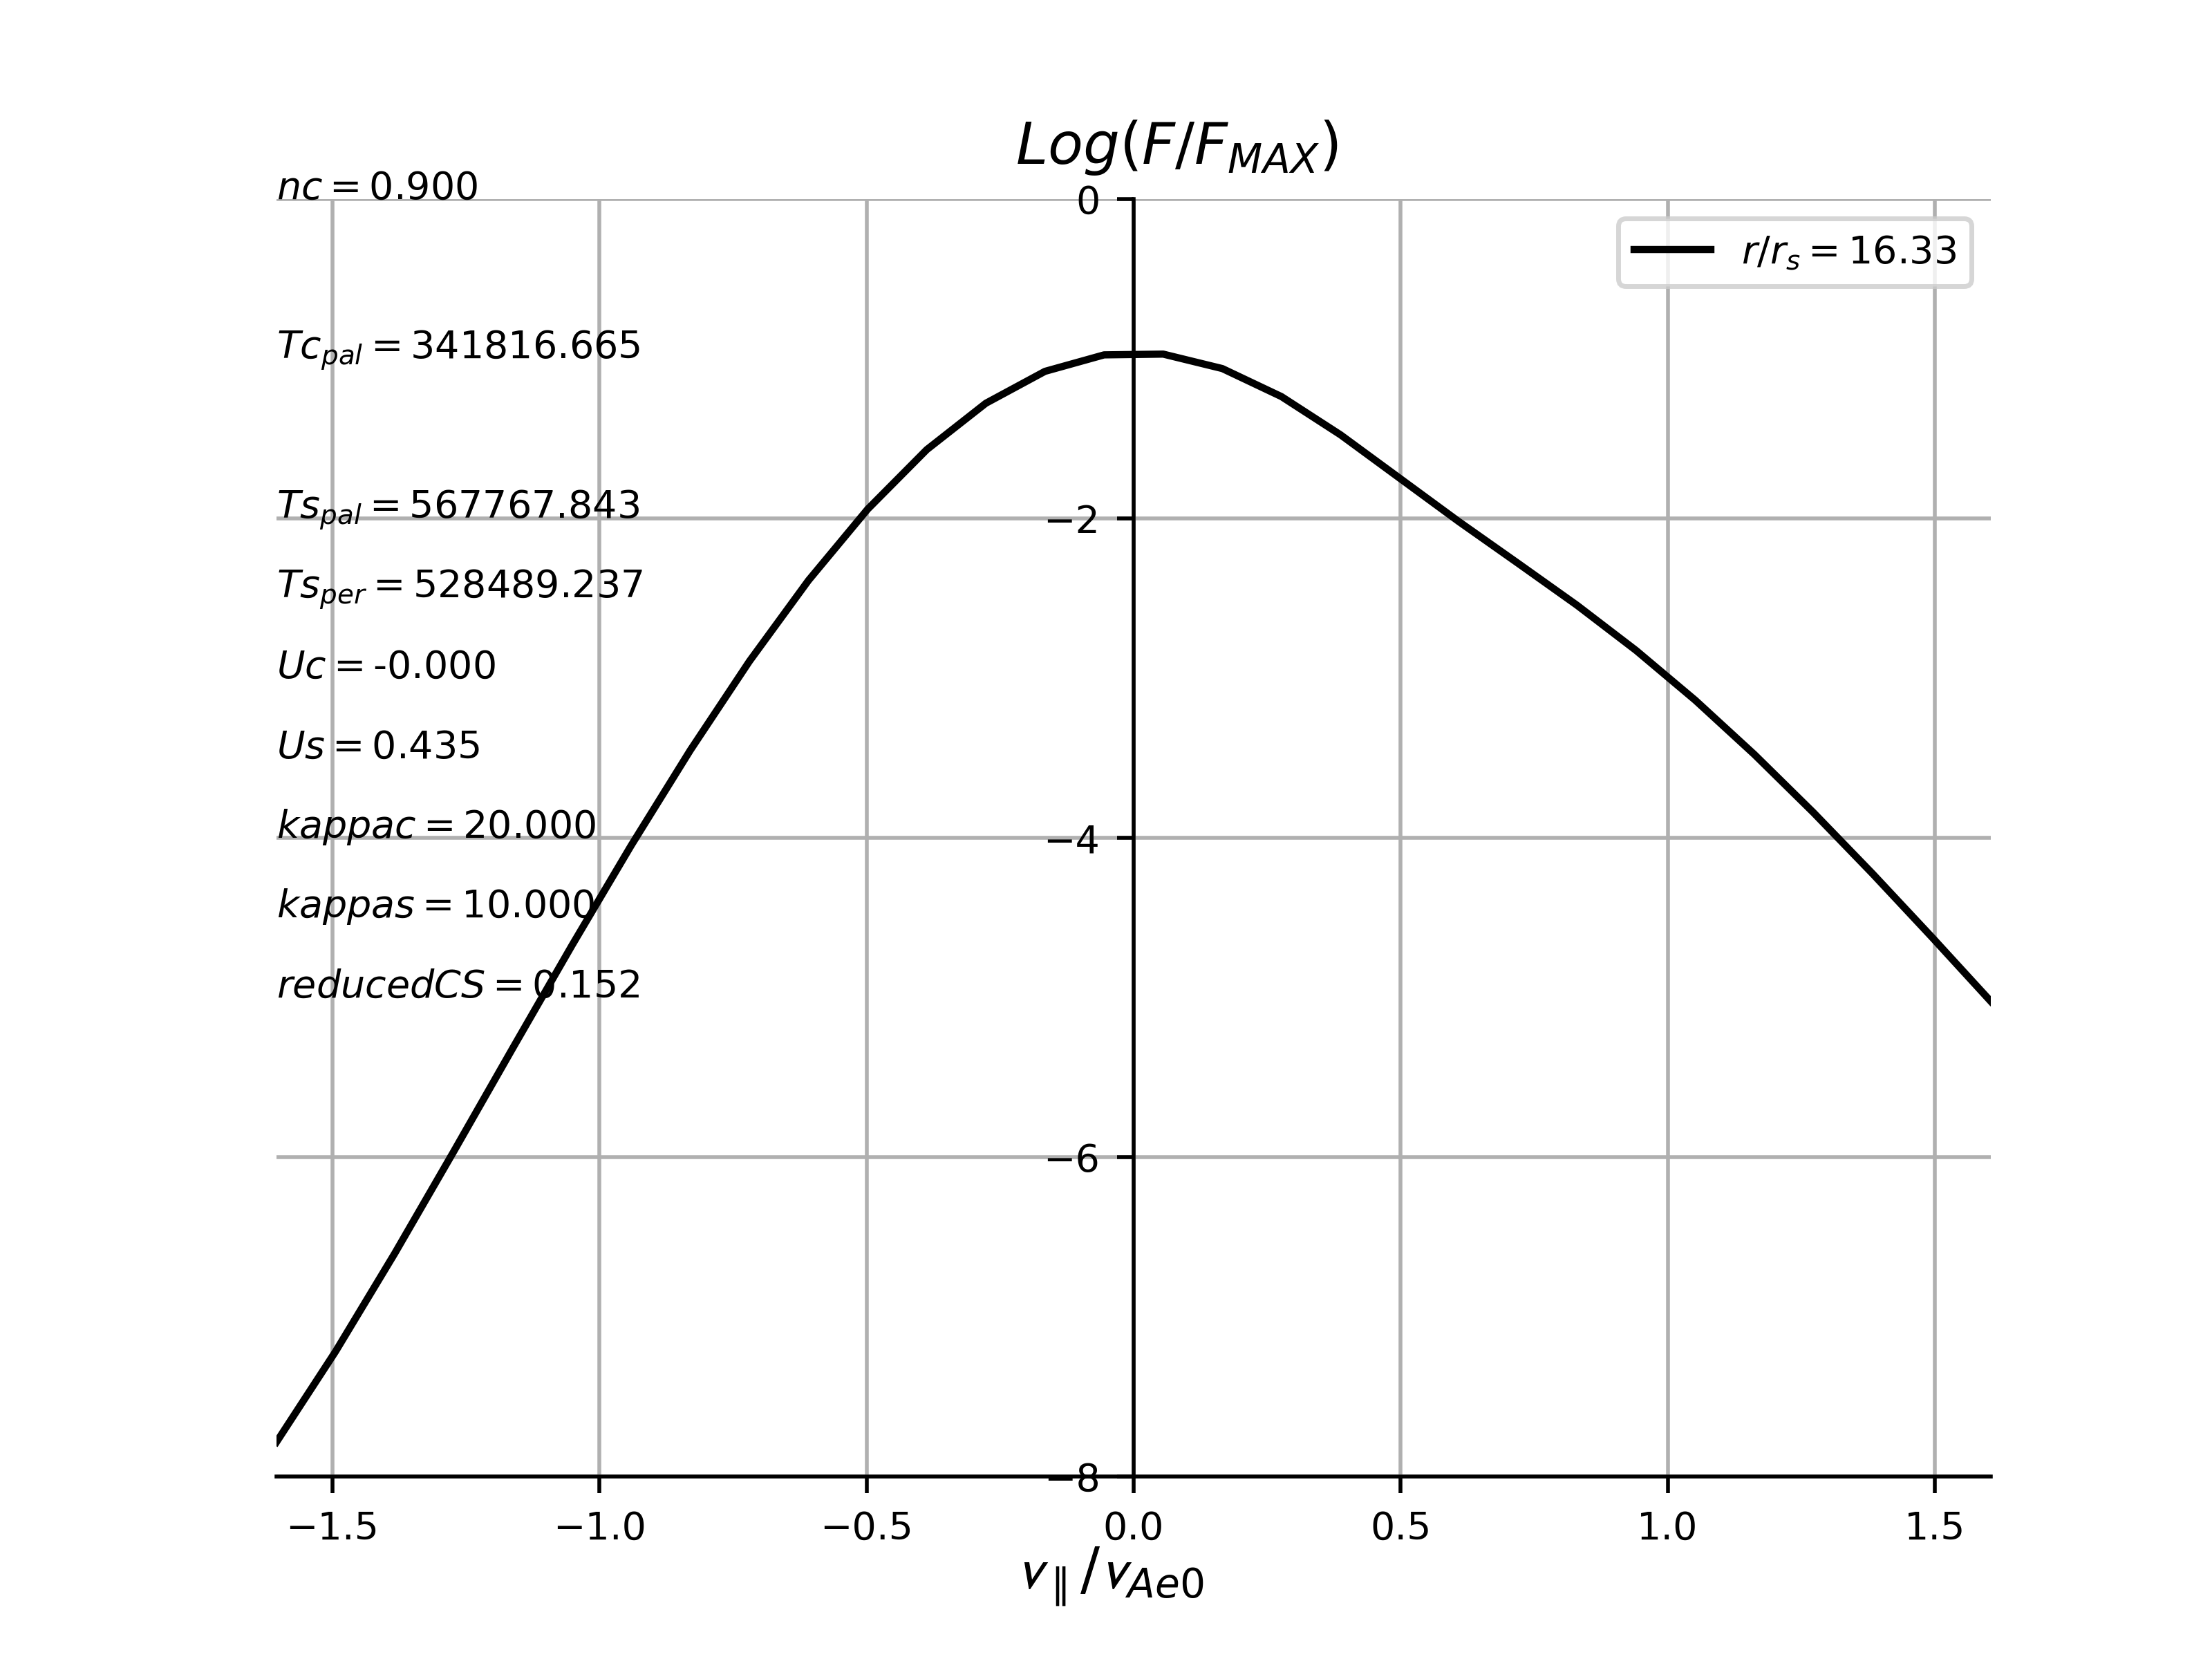 Log(F/F_MAX)
nc = 0.900
0
r/r_s = 16.33
Tc_pal = 341816.665
Ts_pal = 567767.843
−2
Ts_per = 528489.237
Uc = -0.000
Us = 0.435
kappac = 20.000
−4
kappas = 10.000
reducedCS = 0.152
−6
−8
−1.5 −1.0 −0.5 0.0 0.5 1.0 1.5
v_∥/v_Ae0